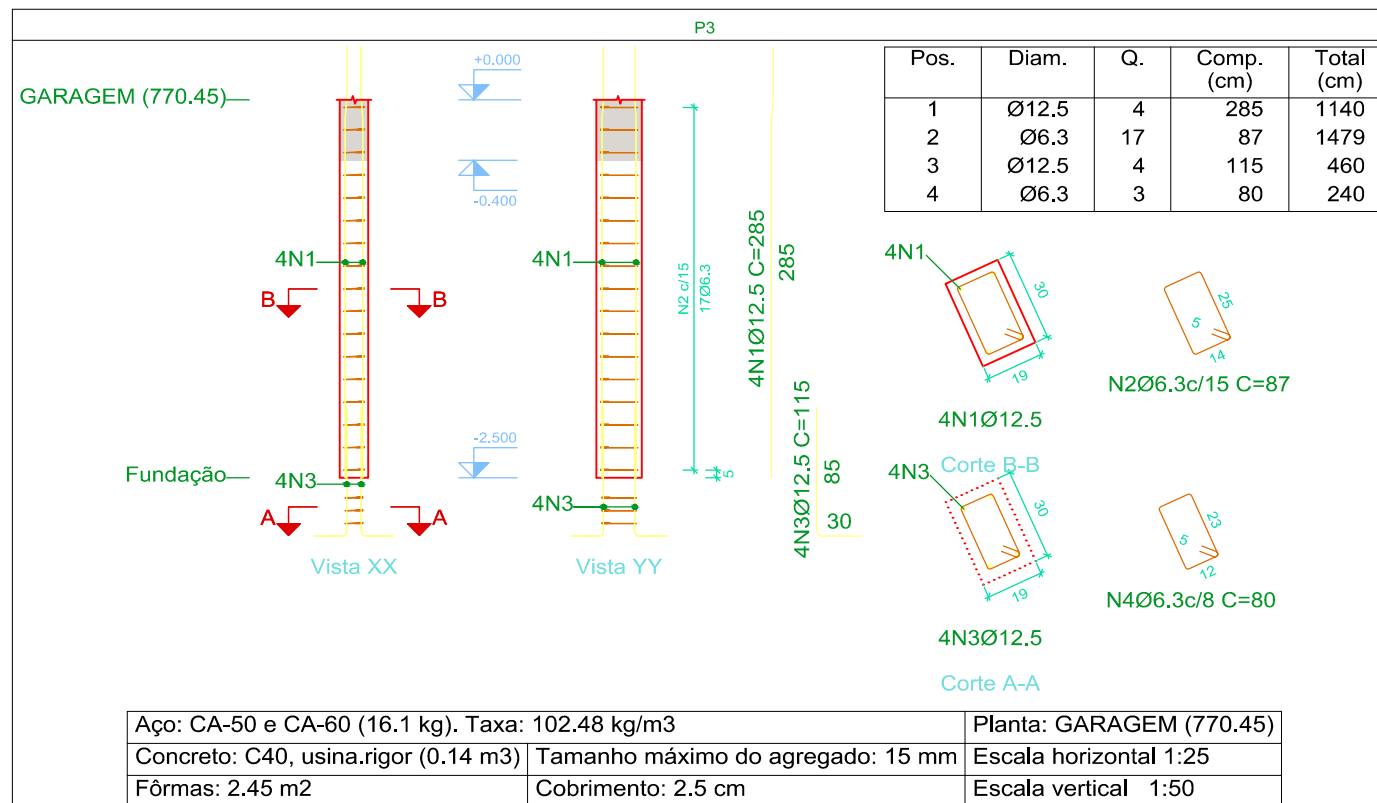 P3
+0.000
GARAGEM (770.45)
-0.400
4N1
4N1
B B
N2 c/15
17Ø6.3
4N1Ø12.5 C=285
285
-2.500
Fundação
5
4N3
4N3
A A
4N3Ø12.5 C=115
85
30
Vista XX
Vista YY
Pos. Diam. Q. Comp. (cm) Total (cm)
1 Ø12.5 4 285 1140
2 Ø6.3 17 87 1479
3 Ø12.5 4 115 460
4 Ø6.3 3 80 240
4N1
30
19
25
5
14
N2Ø6.3c/15 C=87
4N1Ø12.5
Corte B-B
4N3
30
19
23
5
12
N4Ø6.3c/8 C=80
4N3Ø12.5
Corte A-A
Aço: CA-50 e CA-60 (16.1 kg). Taxa: 102.48 kg/m3 Planta: GARAGEM (770.45)
Concreto: C40, usina.rigor (0.14 m3) Tamanho máximo do agregado: 15 mm Escala horizontal 1:25
Fôrmas: 2.45 m2 Cobrimento: 2.5 cm Escala vertical 1:50